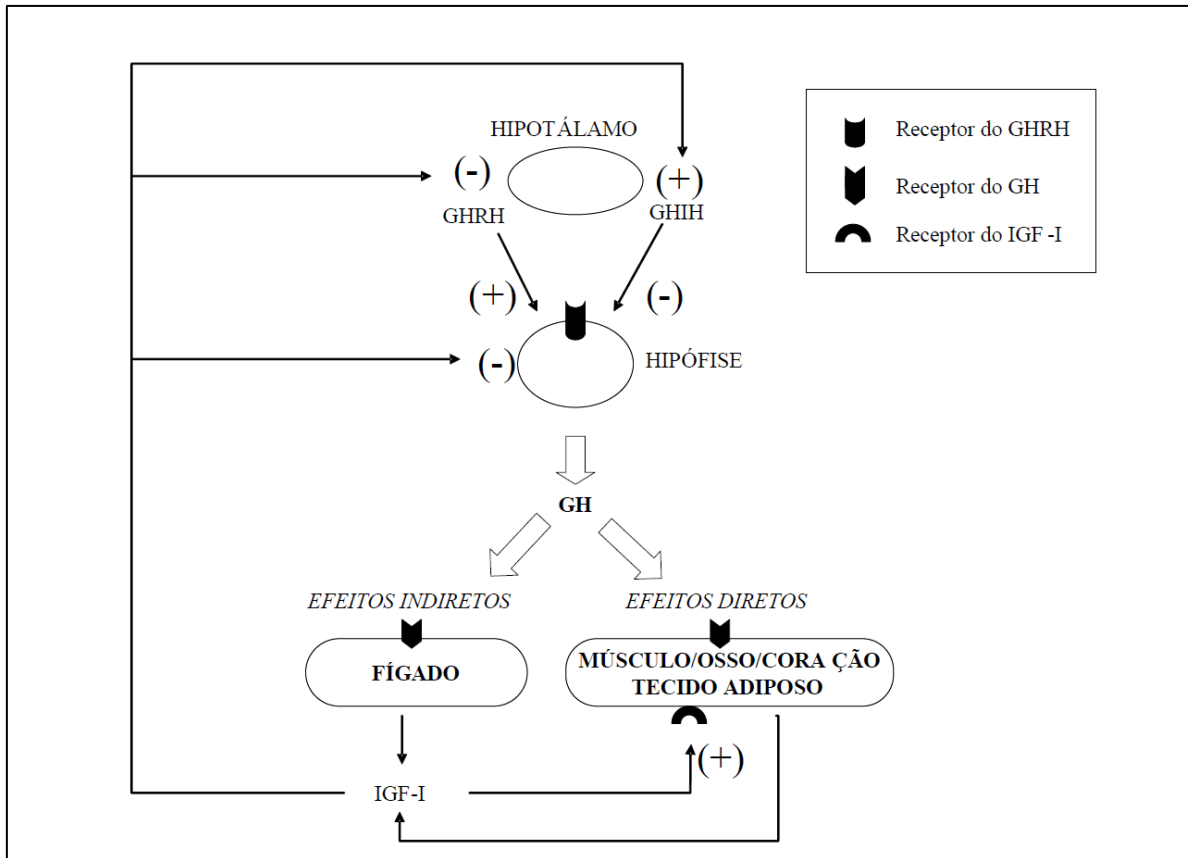 HIPOTÁLAMO
(-)
(+)
GHRH
GHIH
(+)
(-)
(-)
HIPÓFISE
GH
EFEITOS INDIRETOS
EFEITOS DIRETOS
FÍGADO
MÚSCULO/OSSO/CORA ÇÃO
TECIDO ADIPOSO
(+)
IGF-I
Receptor do GHRH
Receptor do GH
Receptor do IGF -I